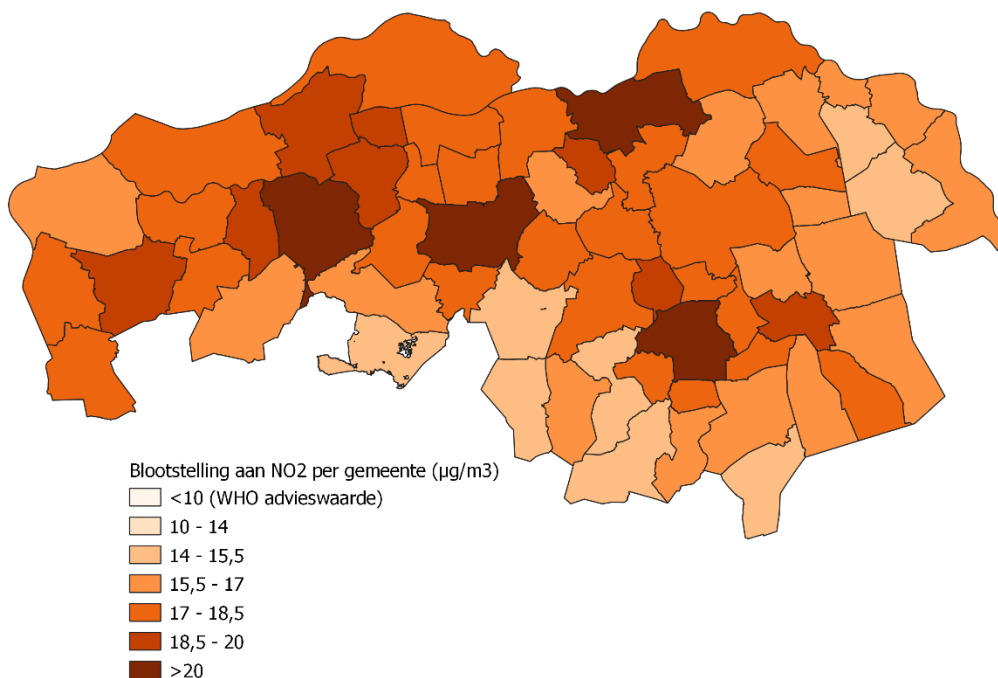 Blootstelling aan NO2 per gemeente (µg/m3)
<10 (WHO advieswaarde)
10 - 14
14 - 15,5
15,5 - 17
17 - 18,5
18,5 - 20
>20